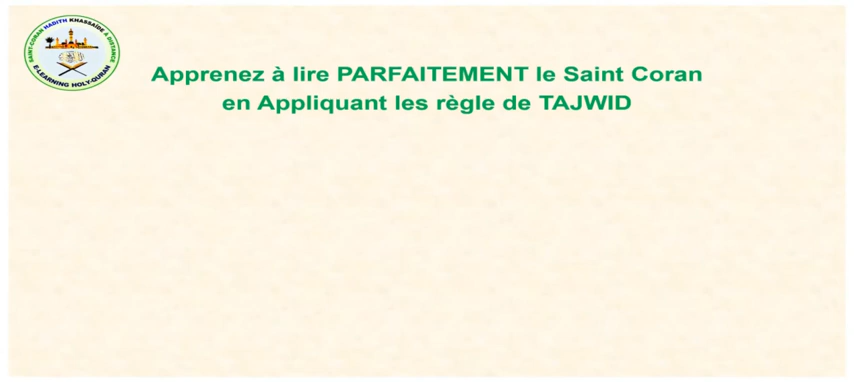 SAINT-CORAN HADITH KHASSAÏDE A DISTANCE
E-LEARNING HOLY-QURAN
Apprenez à lire PARFAITEMENT le Saint Coran
en Appliquant les règle de TAJWID